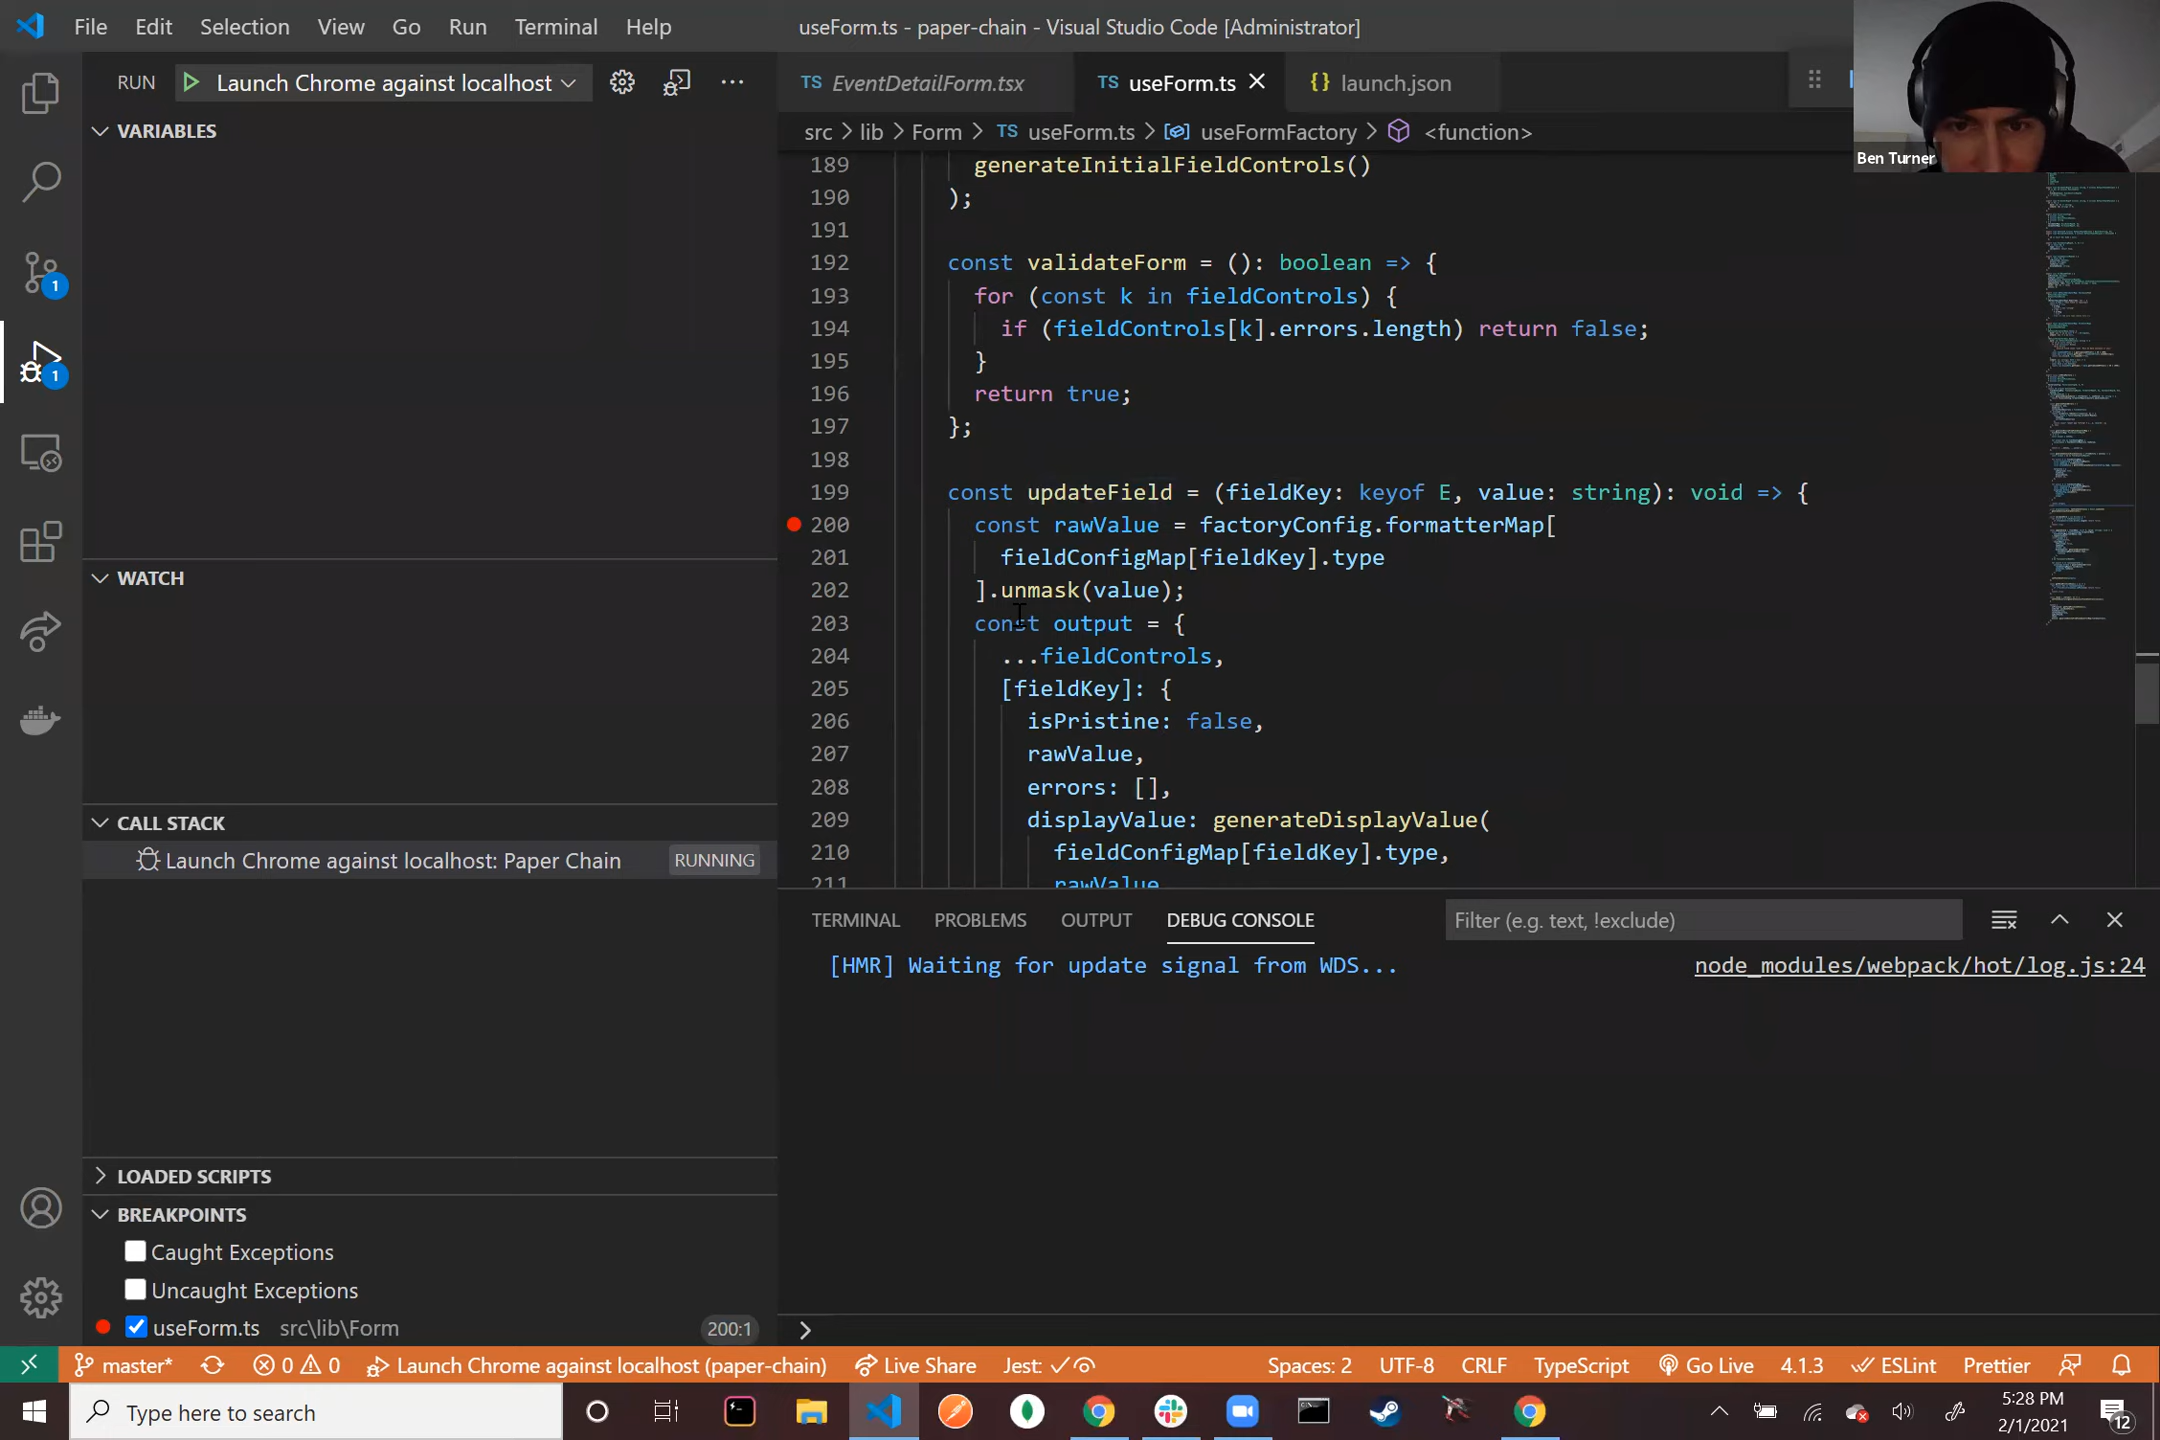 File Edit Selection View Go Run Terminal Help
useForm.ts - paper-chain - Visual Studio Code [Administrator]
RUN Launch Chrome against localhost
VARIABLES
WATCH
CALL STACK
Launch Chrome against localhost: Paper Chain RUNNING
LOADED SCRIPTS
BREAKPOINTS
Caught Exceptions
Uncaught Exceptions
useForm.ts src\lib\Form 200:1
1
1
TS EventDetailForm.tsx TS useForm.ts {} launch.json
Ben Turner
src > lib > Form > TS useForm.ts > useFormFactory > <function>
189 generateInitialFieldControls()
190 );
191
192 const validateForm = (): boolean => {
193 for (const k in fieldControls) {
194 if (fieldControls[k].errors.length) return false;
195 }
196 return true;
197 };
198
199 const updateField = (fieldKey: keyof E, value: string): void => {
200 const rawValue = factoryConfig.formatterMap[
201 fieldConfigMap[fieldKey].type
202 ].unmask(value);
203 const output = {
204 ...fieldControls,
205 [fieldKey]: {
206 isPristine: false,
207 rawValue,
208 errors: [],
209 displayValue: generateDisplayValue(
210 fieldConfigMap[fieldKey].type,
211 rawValue
TERMINAL PROBLEMS OUTPUT DEBUG CONSOLE Filter (e.g. text, !exclude)
[HMR] Waiting for update signal from WDS... node_modules/webpack/hot/log.js:24
master* 0 0 Launch Chrome against localhost (paper-chain) Live Share Jest: Spaces: 2 UTF-8 CRLF TypeScript Go Live 4.1.3 ESLint Prettier
Type here to search
5:28 PM
2/1/2021
12